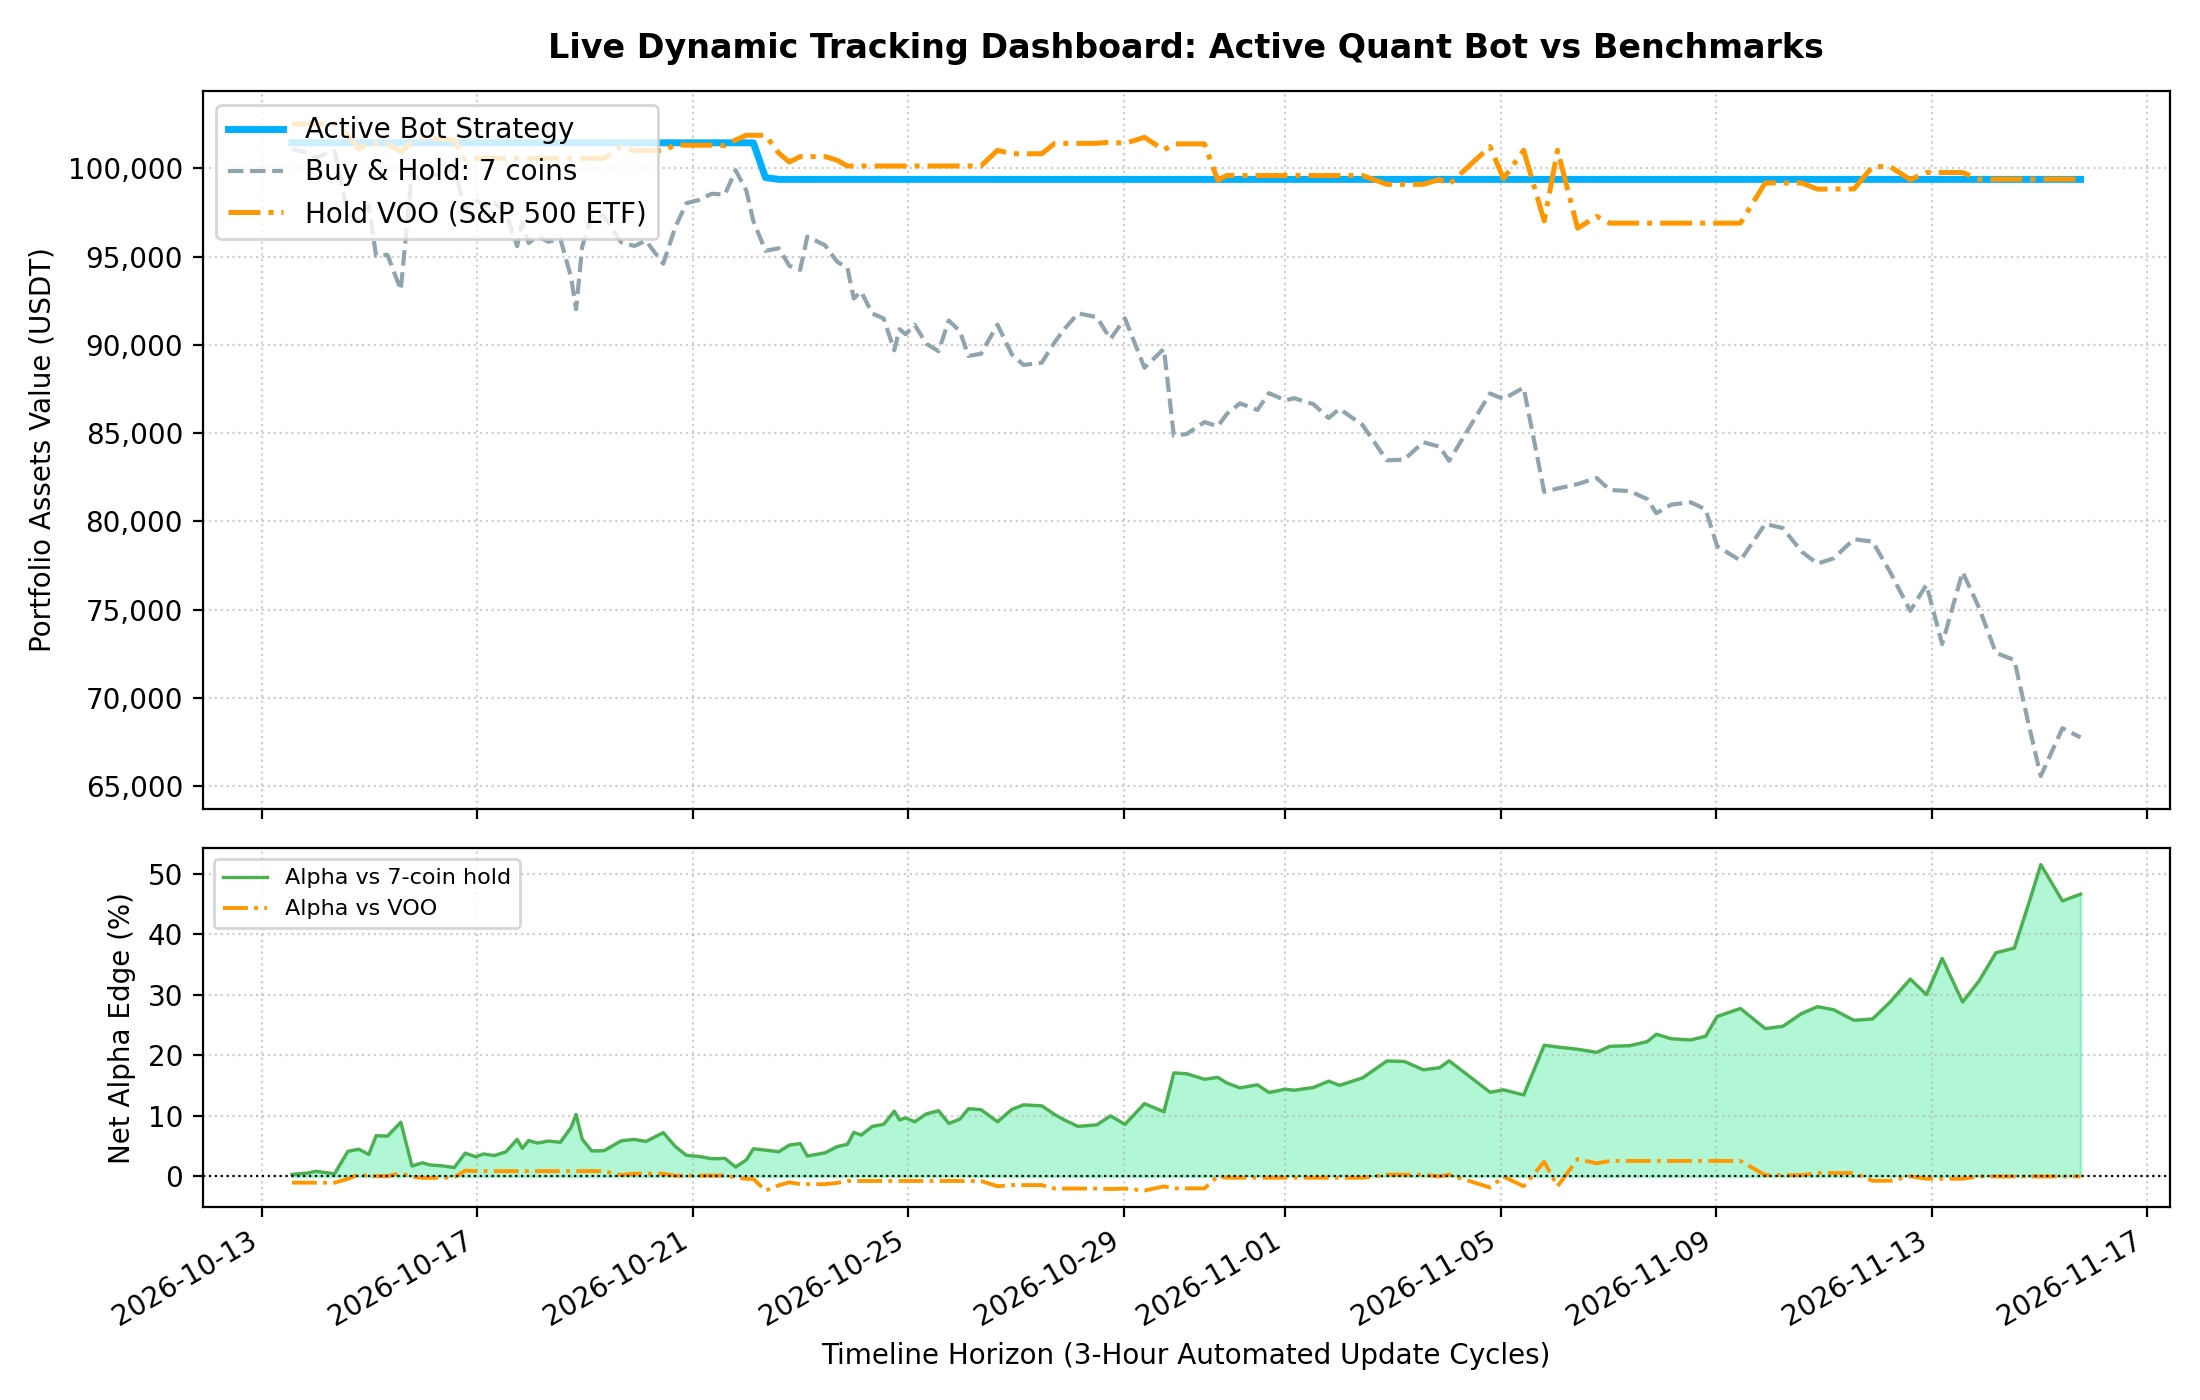 Live Dynamic Tracking Dashboard: Active Quant Bot vs Benchmarks
Active Bot Strategy
Buy & Hold: 7 coins
Hold VOO (S&P 500 ETF)
Portfolio Assets Value (USDT)
100,000
95,000
90,000
85,000
80,000
75,000
70,000
65,000
Alpha vs 7-coin hold
Alpha vs VOO
Net Alpha Edge (%)
50
40
30
20
10
0
2026-10-13
2026-10-17
2026-10-21
2026-10-25
2026-10-29
2026-11-01
2026-11-05
2026-11-09
2026-11-13
2026-11-17
Timeline Horizon (3-Hour Automated Update Cycles)